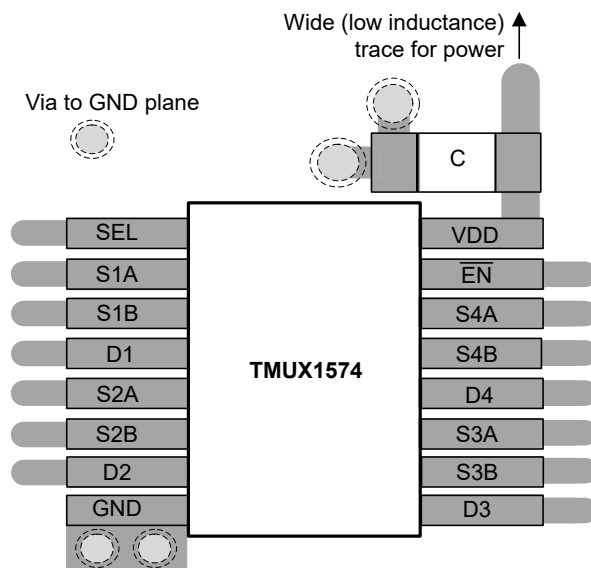 Wide (low inductance)
trace for power
Via to GND plane
C
SEL
S1A
S1B
D1
S2A
S2B
D2
GND
TMUX1574
VDD
EN
S4A
S4B
D4
S3A
S3B
D3